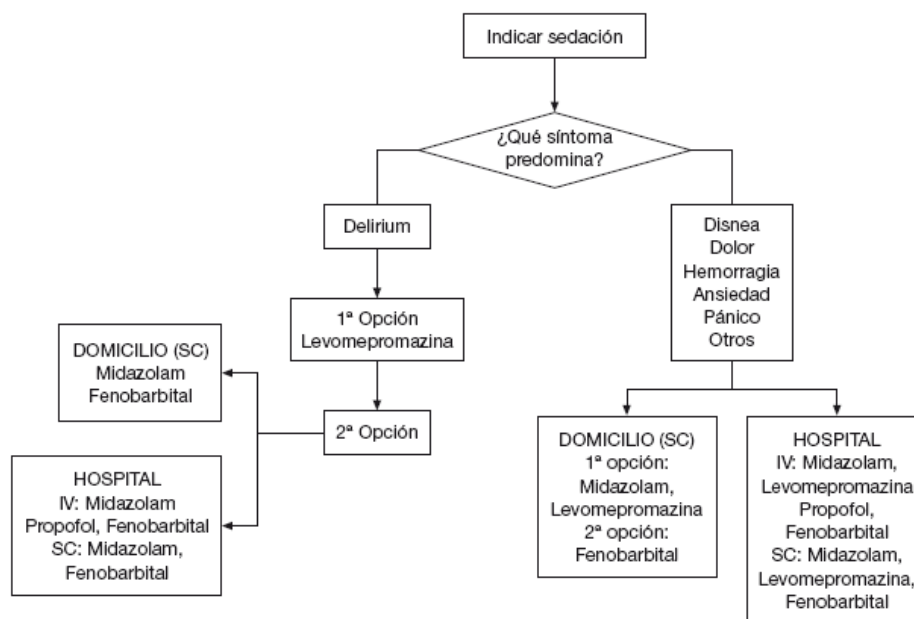 Indicar sedación
¿Qué síntoma
predomina?
Delirium
1ª Opción
Levomepromazina
2ª Opción
DOMICILIO (SC)
Midazolam
Fenobarbital
HOSPITAL
IV: Midazolam
Propofol, Fenobarbital
SC: Midazolam,
Fenobarbital
Disnea
Dolor
Hemorragia
Ansiedad
Pánico
Otros
DOMICILIO (SC)
1ª opción:
Midazolam,
Levomepromazina
2ª opción:
Fenobarbital
HOSPITAL
IV: Midazolam,
Levomepromazina
Propofol,
Fenobarbital
SC: Midazolam,
Levomepromazina,
Fenobarbital